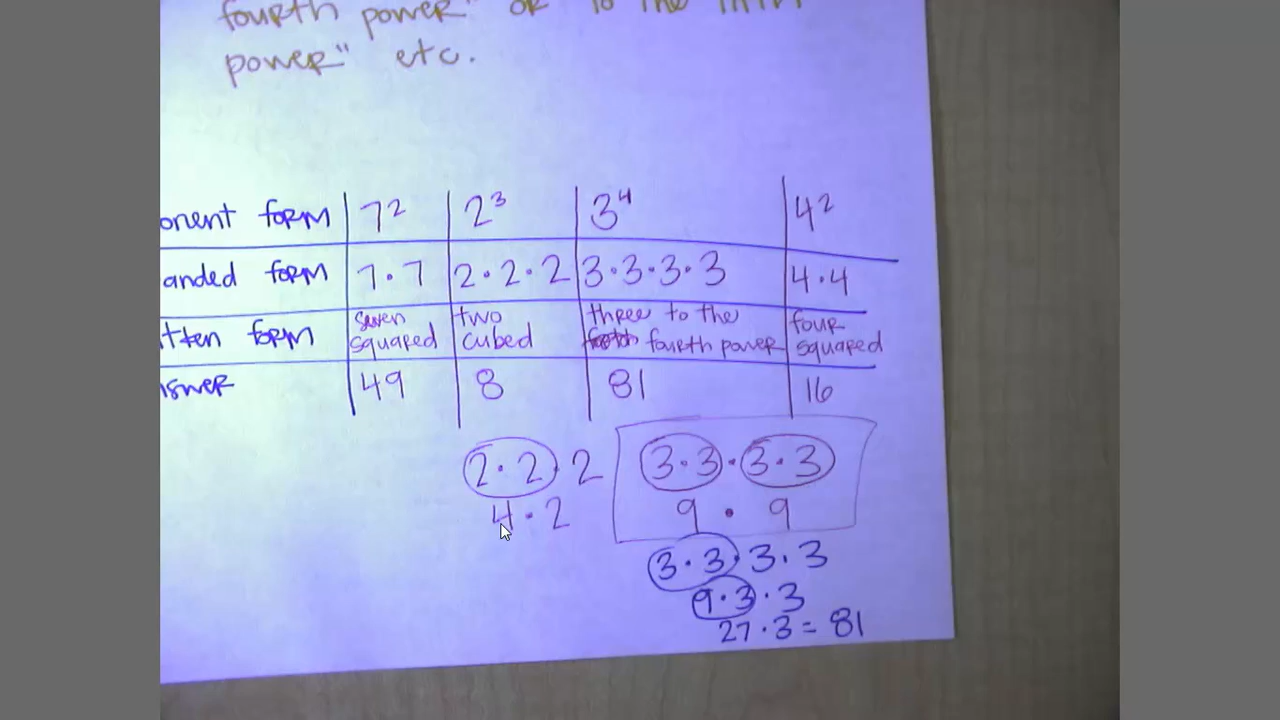 fourth power" or
power" etc.
onent form 7² 2³ 3⁴ 4²
anded form 7·7 2·2·2 3·3·3·3 4·4
tten form seven squared two cubed three to the fourth power four squared
swer 49 8 81 16
2·2·2 3·3·3·3
4·2 9·9
3·3·3·3
9·3·3
27·3=81